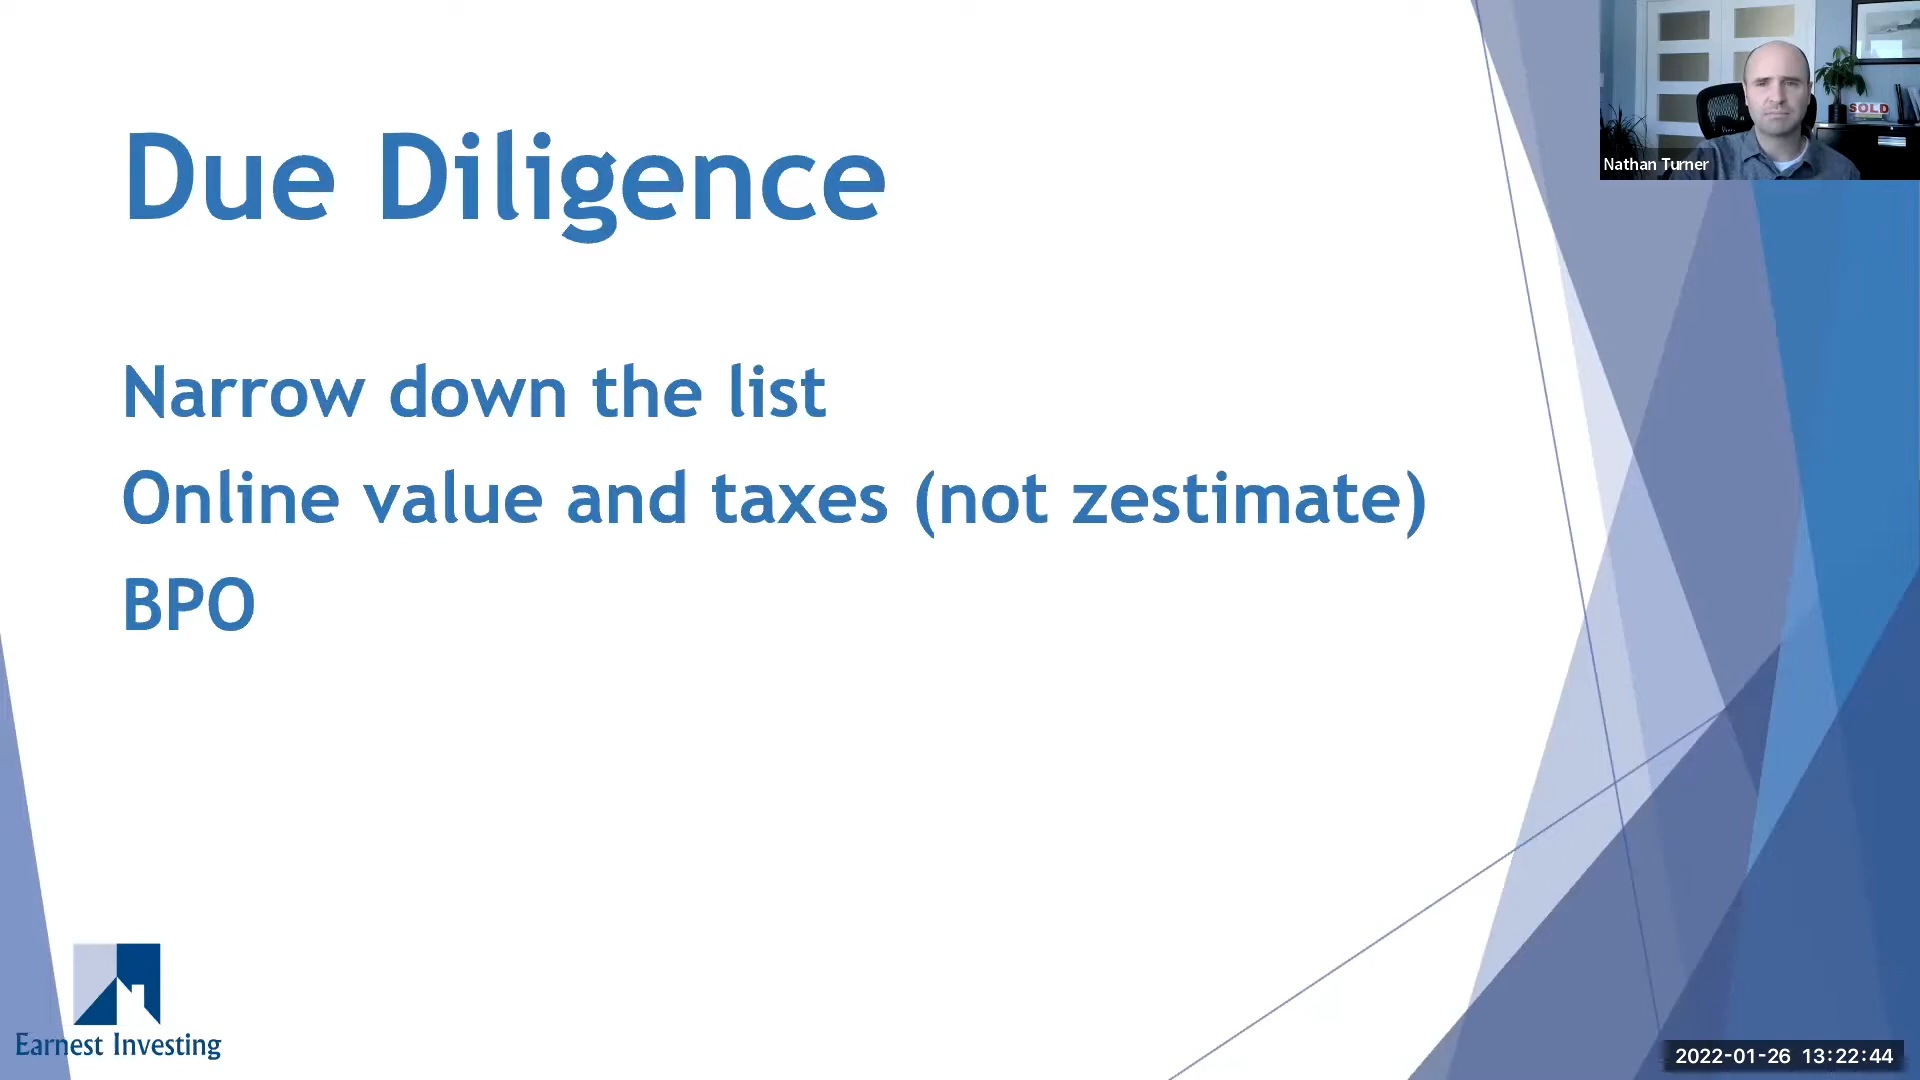 Due Diligence
SOLD
Nathan Turner
Narrow down the list
Online value and taxes (not zestimate)
BPO
Earnest Investing
2022-01-26 13:22:44